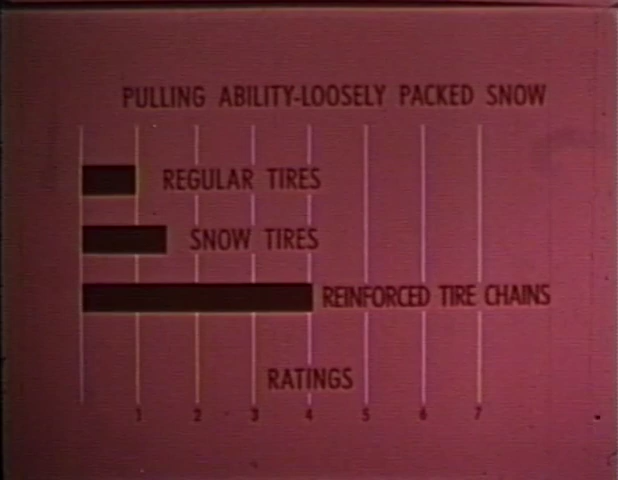 PULLING ABILITY-LOOSELY PACKED SNOW
REGULAR TIRES
SNOW TIRES
REINFORCED TIRE CHAINS
RATINGS
1 2 3 4 5 6 7